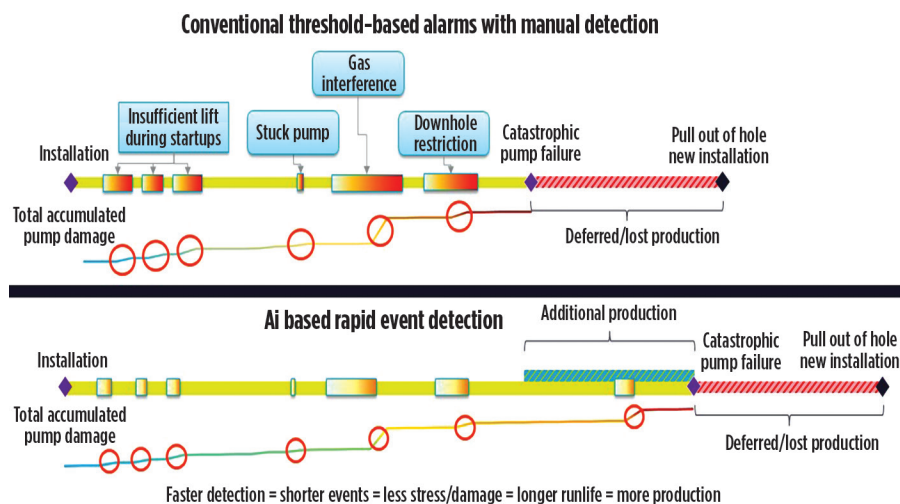 Conventional threshold-based alarms with manual detection
Gas
interference
Insufficient lift
during startups
Stuck pump
Downhole
restriction
Installation
Catastrophic
pump failure
Pull out of hole
new installation
Total accumulated
pump damage
Deferred/lost production
Ai based rapid event detection
Additional production
Installation
Catastrophic
pump failure
Pull out of hole
new installation
Total accumulated
pump damage
Deferred/lost production
Faster detection = shorter events = less stress/damage = longer runlife = more production